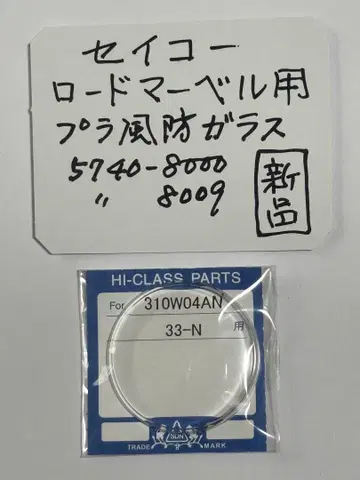 セイコー
ロードマーベル用
プラ風防ガラス
5740-8000
〃 8009
新品
HI-CLASS PARTS
For 310W04AN
33-N 用
SDN
TRADE MARK